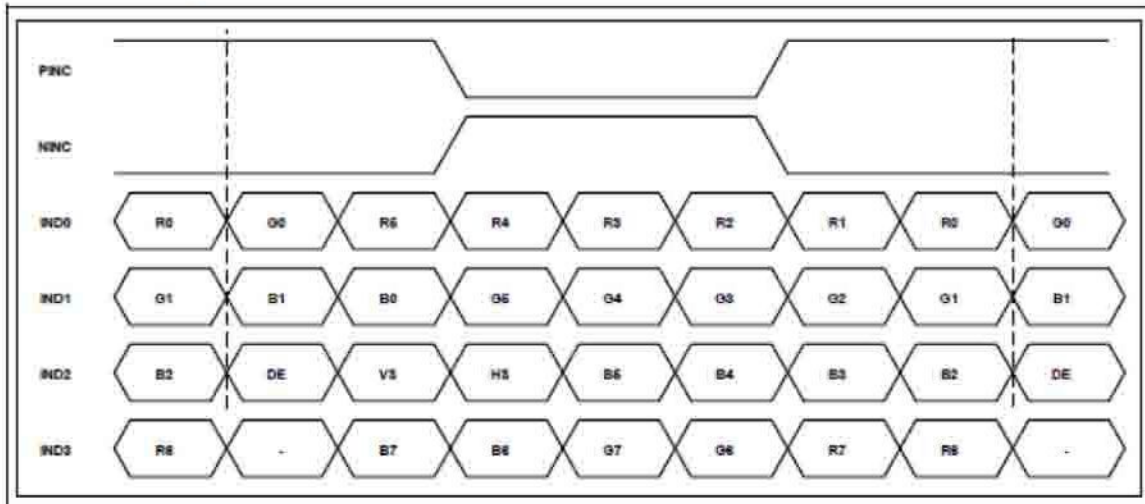 PINC
NINC
IND0 R0 G0 R5 R4 R3 R2 R1 R0 G0
IND1 G1 B1 B0 G5 G4 G3 G2 G1 B1
IND2 B2 DE VS HS B5 B4 B3 B2 DE
IND3 R6 - B7 B6 G7 G6 R7 R6 -